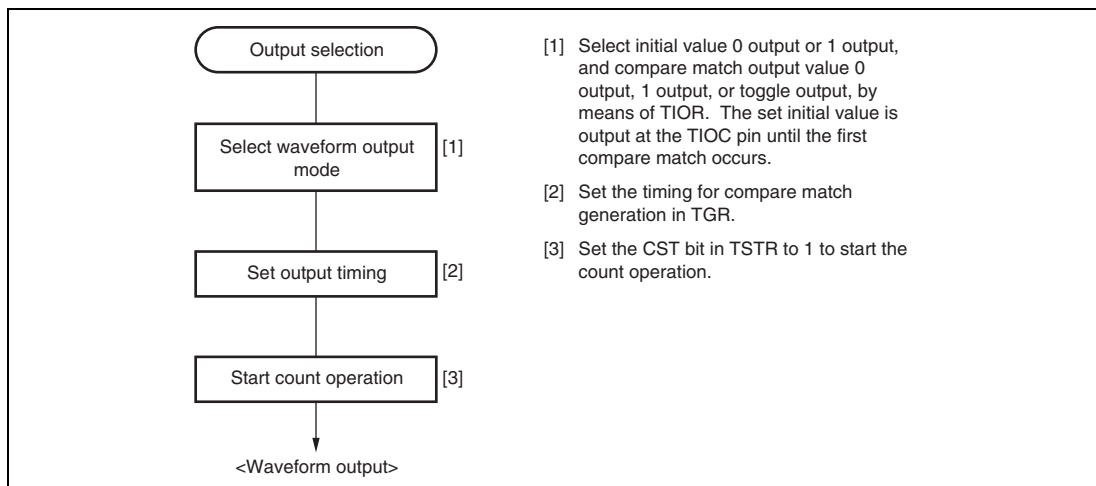 Output selection
Select waveform output
mode
[1]
Set output timing
[2]
Start count operation
[3]
<Waveform output>
[1] Select initial value 0 output or 1 output,
and compare match output value 0
output, 1 output, or toggle output, by
means of TIOR. The set initial value is
output at the TIOC pin until the first
compare match occurs.
[2] Set the timing for compare match
generation in TGR.
[3] Set the CST bit in TSTR to 1 to start the
count operation.